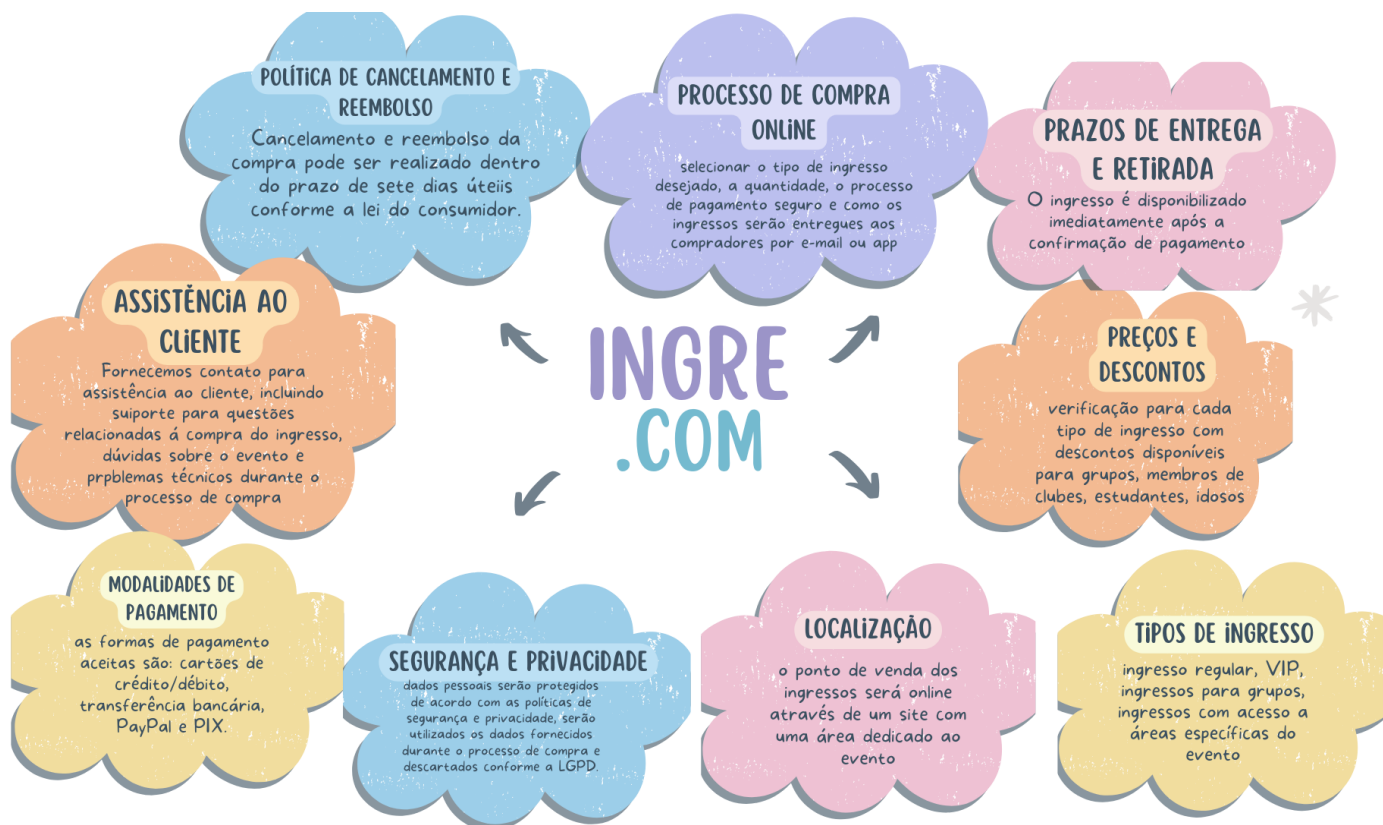 POLÍTICA DE CANCELAMENTO E
REEMBOLSO
Cancelamento e reembolso da
compra pode ser realizado dentro
do prazo de sete dias úteiis
conforme a lei do consumidor.
PROCESSO DE COMPRA
ONLINE
selecionar o tipo de ingresso
desejado, a quantidade, o processo
de pagamento seguro e como os
ingressos serão entregues aos
compradores por e-mail ou app
PRAZOS DE ENTREGA
E RETIRADA
O ingresso é disponibilizado
imediatamente após a
confirmação de pagamento
ASSISTÊNCIA AO
CLIENTE
Fornecemos contato para
assistência ao cliente, incluindo
suiporte para questões
relacionadas á compra do ingresso,
dúvidas sobre o evento e
prpblemas técnicos durante o
processo de compra
INGRE
.COM
PREÇOS E
DESCONTOS
verificação para cada
tipo de ingresso com
descontos disponíveis
para grupos, membros de
clubes, estudantes, idosos
MODALIDADES DE
PAGAMENTO
as formas de pagamento
aceitas são: cartões de
crédito/débito,
transferência bancária,
PayPal e PIX.
SEGURANÇA E PRIVACIDADE
dados pessoais serão protegidos
de acordo com as políticas de
segurança e privacidade, serão
utilizados os dados fornecidos
durante o processo de compra e
descartados conforme a LGPD.
LOCALIZAÇÃO
o ponto de venda dos
ingressos será online
através de um site com
uma área dedicado ao
evento
TIPOS DE INGRESSO
ingresso regular, VIP,
ingressos para grupos,
ingressos com acesso a
áreas específicas do
evento